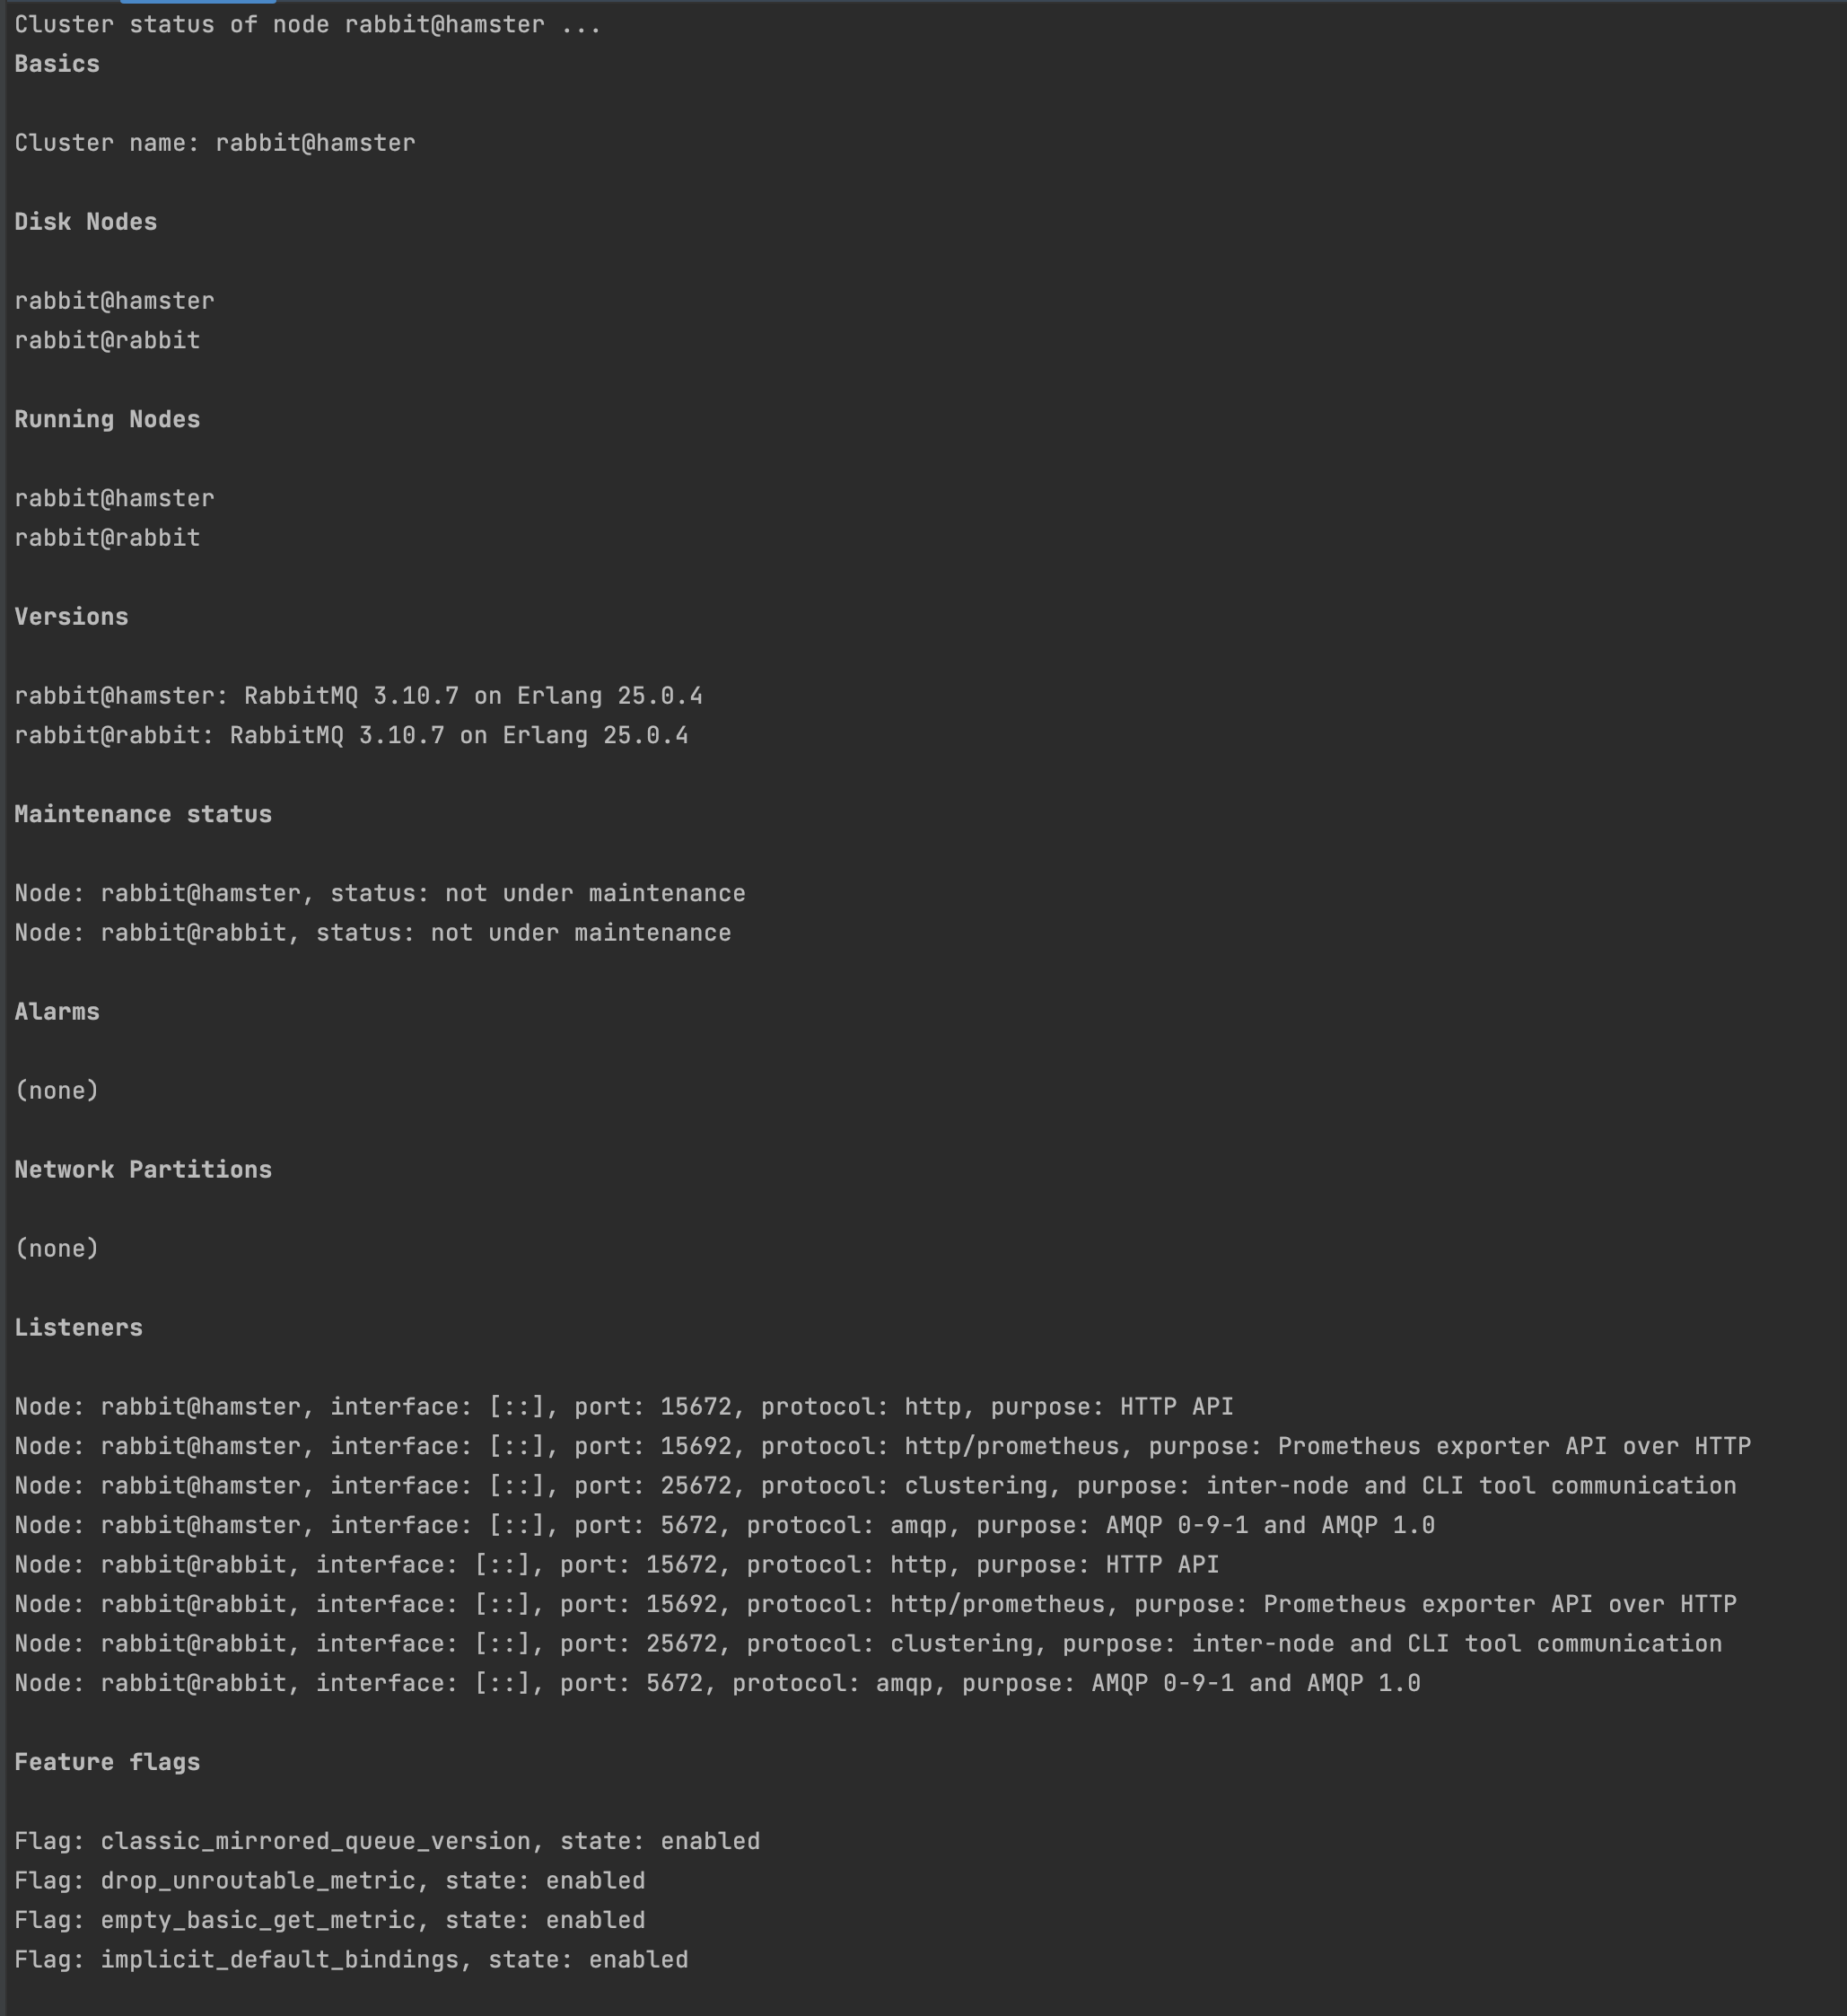 Cluster status of node rabbit@hamster ...
Basics
Cluster name: rabbit@hamster
Disk Nodes
rabbit@hamster
rabbit@rabbit
Running Nodes
rabbit@hamster
rabbit@rabbit
Versions
rabbit@hamster: RabbitMQ 3.10.7 on Erlang 25.0.4
rabbit@rabbit: RabbitMQ 3.10.7 on Erlang 25.0.4
Maintenance status
Node: rabbit@hamster, status: not under maintenance
Node: rabbit@rabbit, status: not under maintenance
Alarms
(none)
Network Partitions
(none)
Listeners
Node: rabbit@hamster, interface: [::], port: 15672, protocol: http, purpose: HTTP API
Node: rabbit@hamster, interface: [::], port: 15692, protocol: http/prometheus, purpose: Prometheus exporter API over HTTP
Node: rabbit@hamster, interface: [::], port: 25672, protocol: clustering, purpose: inter-node and CLI tool communication
Node: rabbit@hamster, interface: [::], port: 5672, protocol: amqp, purpose: AMQP 0-9-1 and AMQP 1.0
Node: rabbit@rabbit, interface: [::], port: 15672, protocol: http, purpose: HTTP API
Node: rabbit@rabbit, interface: [::], port: 15692, protocol: http/prometheus, purpose: Prometheus exporter API over HTTP
Node: rabbit@rabbit, interface: [::], port: 25672, protocol: clustering, purpose: inter-node and CLI tool communication
Node: rabbit@rabbit, interface: [::], port: 5672, protocol: amqp, purpose: AMQP 0-9-1 and AMQP 1.0
Feature flags
Flag: classic_mirrored_queue_version, state: enabled
Flag: drop_unroutable_metric, state: enabled
Flag: empty_basic_get_metric, state: enabled
Flag: implicit_default_bindings, state: enabled